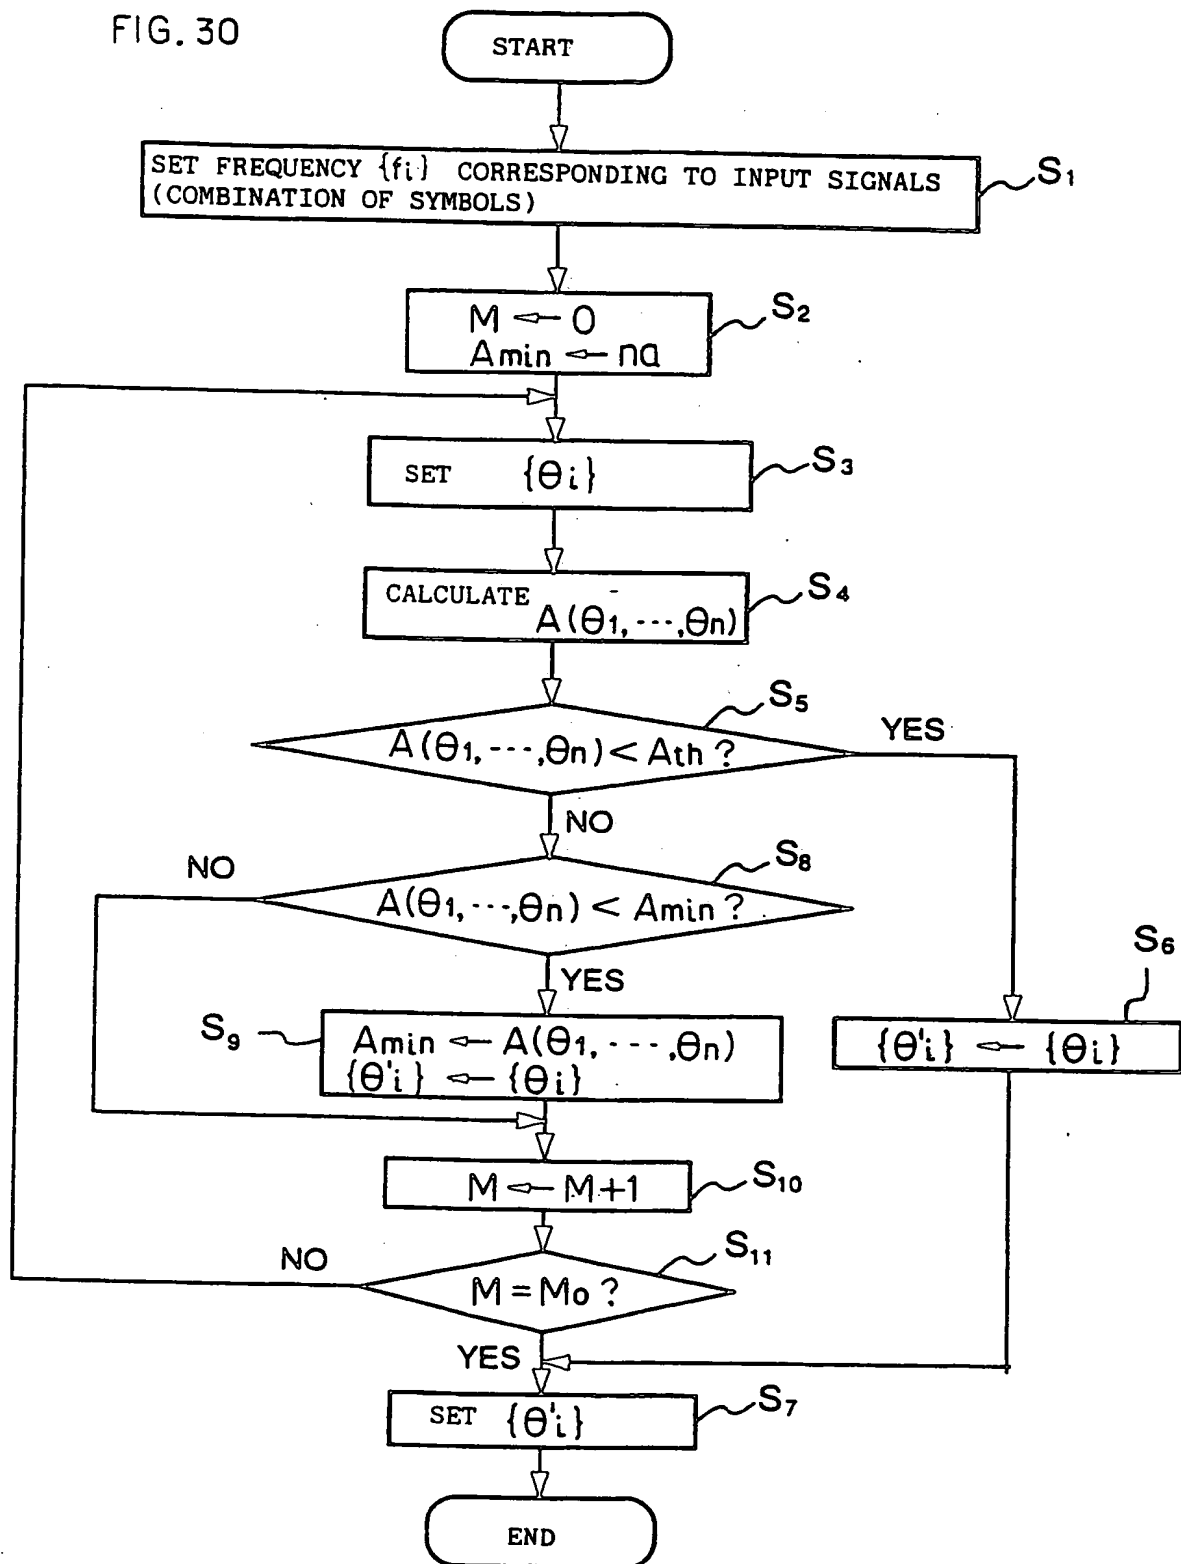 FIG. 30
START
SET FREQUENCY {fi} CORRESPONDING TO INPUT SIGNALS
(COMBINATION OF SYMBOLS)
S1
M ← 0
Amin ← na
S2
SET {θi}
S3
CALCULATE
A(θ1, ---, θn)
S4
S5
A(θ1, ---, θn) < Ath ?
YES
NO
S8
NO
A(θ1, ---, θn) < Amin ?
YES
S6
{θ'i} ← {θi}
S9
Amin ← A(θ1, ---, θn)
{θ'i} ← {θi}
M ← M+1
S10
S11
NO
M = Mo ?
YES
SET {θ'i}
S7
END